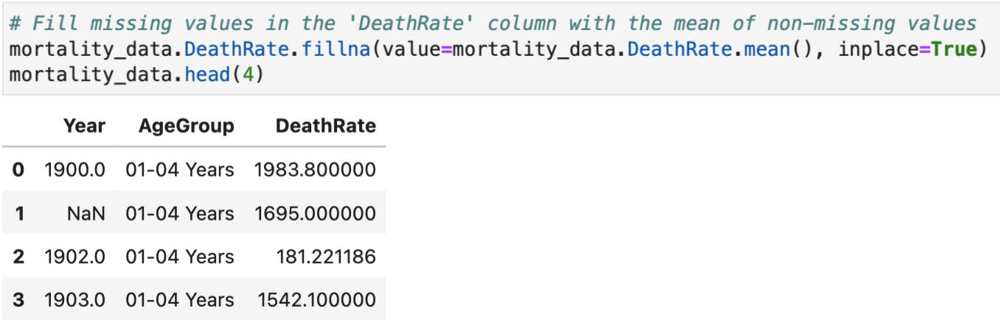 # Fill missing values in the 'DeathRate' column with the mean of non-missing values
mortality_data.DeathRate.fillna(value=mortality_data.DeathRate.mean(), inplace=True)
mortality_data.head(4)
Year AgeGroup DeathRate
0 1900.0 01-04 Years 1983.800000
1 NaN 01-04 Years 1695.000000
2 1902.0 01-04 Years 181.221186
3 1903.0 01-04 Years 1542.100000